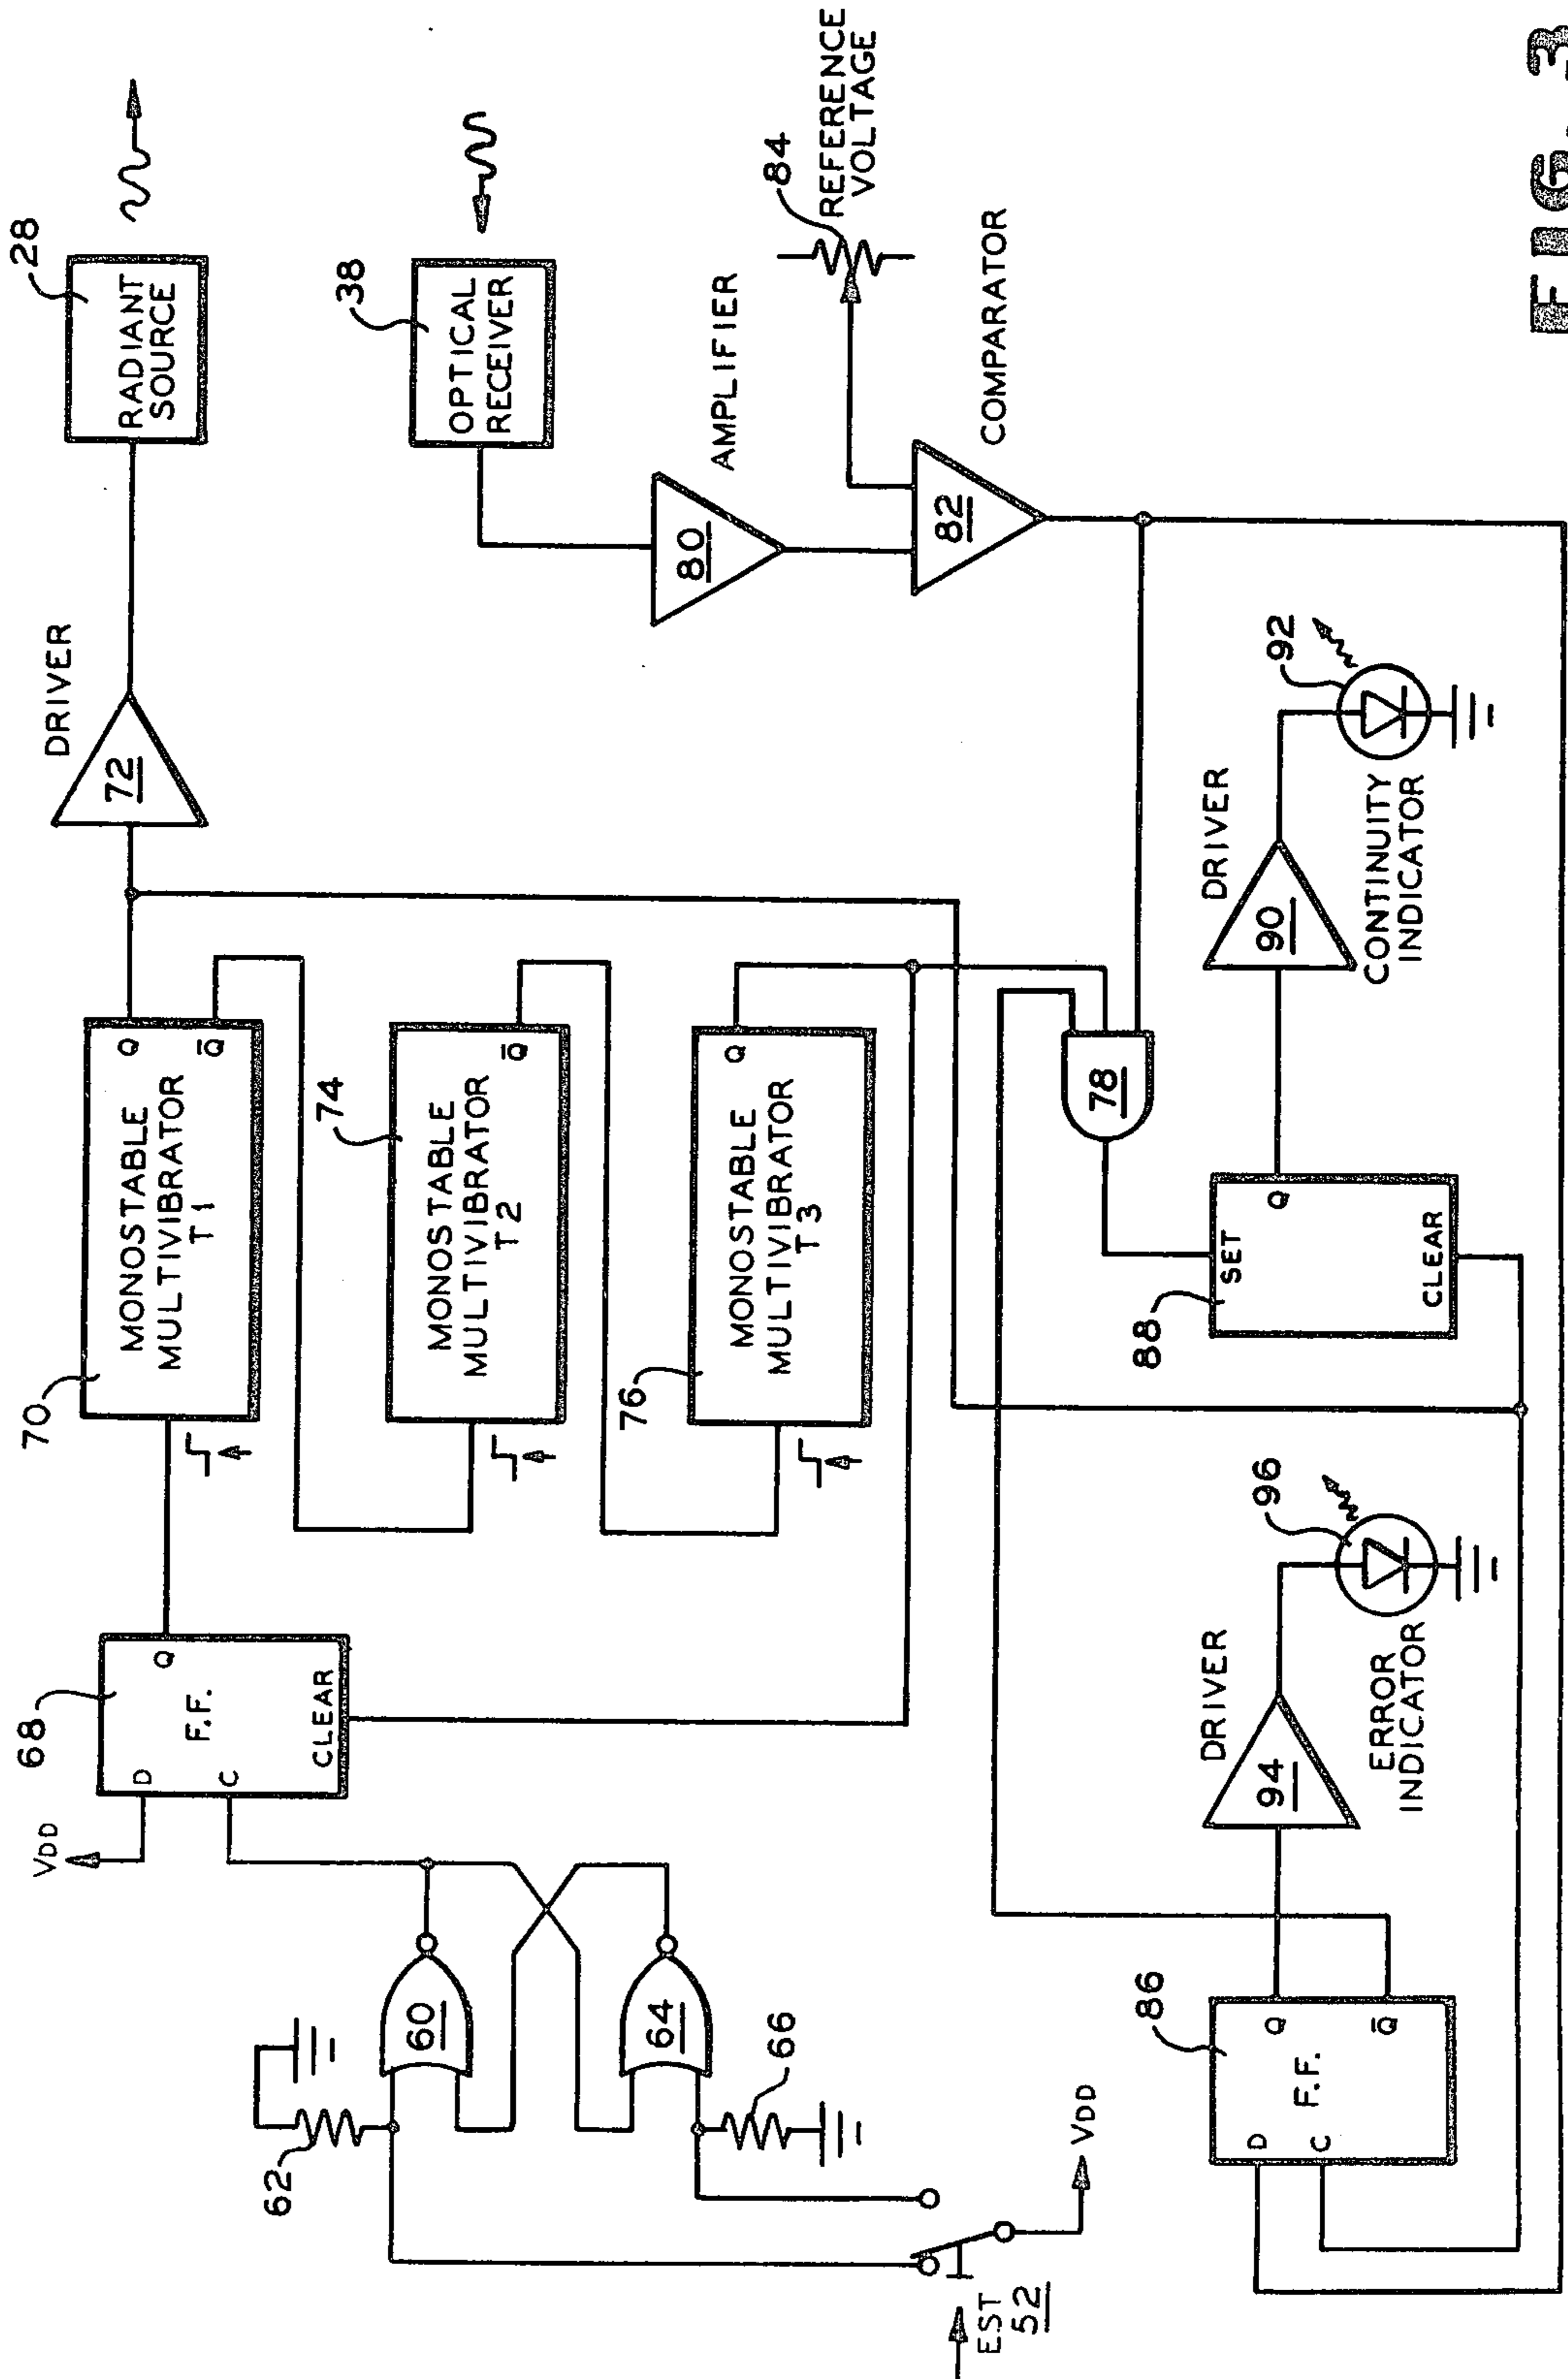 28
RADIANT
SOURCE
DRIVER
72
70
MONOSTABLE
MULTIVIBRATOR
T1
Q
Q̅
68
D
C
F.F.
Q
CLEAR
VDD
38
OPTICAL
RECEIVER
74
MONOSTABLE
MULTIVIBRATOR
T2
Q̅
60
62
64
66
AMPLIFIER
80
84
REFERENCE
VOLTAGE
76
MONOSTABLE
MULTIVIBRATOR
T3
Q
82
COMPARATOR
EST
52
VDD
78
88
SET
Q
CLEAR
DRIVER
90
92
CONTINUITY
INDICATOR
86
D
C
F.F.
Q
Q̅
DRIVER
94
96
ERROR
INDICATOR
FIG. 3